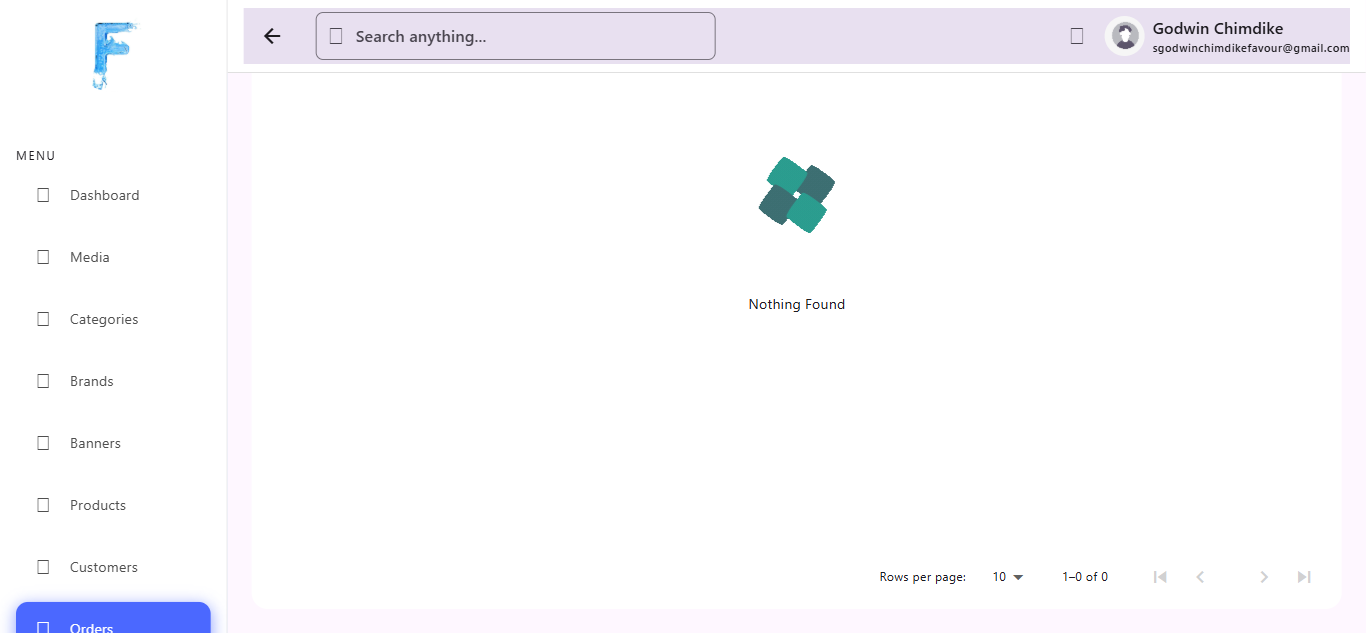 F
Search anything...
Godwin Chimdike
sgodwinchimdikefavour@gmail.com
MENU
Dashboard
Media
Categories
Brands
Banners
Products
Customers
Orders
Nothing Found
Rows per page: 10 1–0 of 0